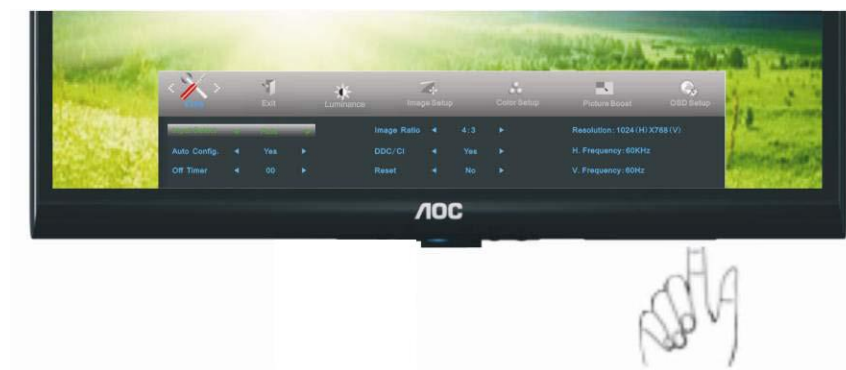 < >
Exit
Luminance
Image Setup
Color Setup
Picture Boost
OSD Setup
Image Ratio ◄ 4:3 ► Resolution:1024(H)X768(V)
Auto Config. ◄ Yes ► DDC/CI ◄ Yes ► H. Frequency:60KHz
Off Timer ◄ 00 ► Reset ◄ No ► V. Frequency:60Hz
AOC